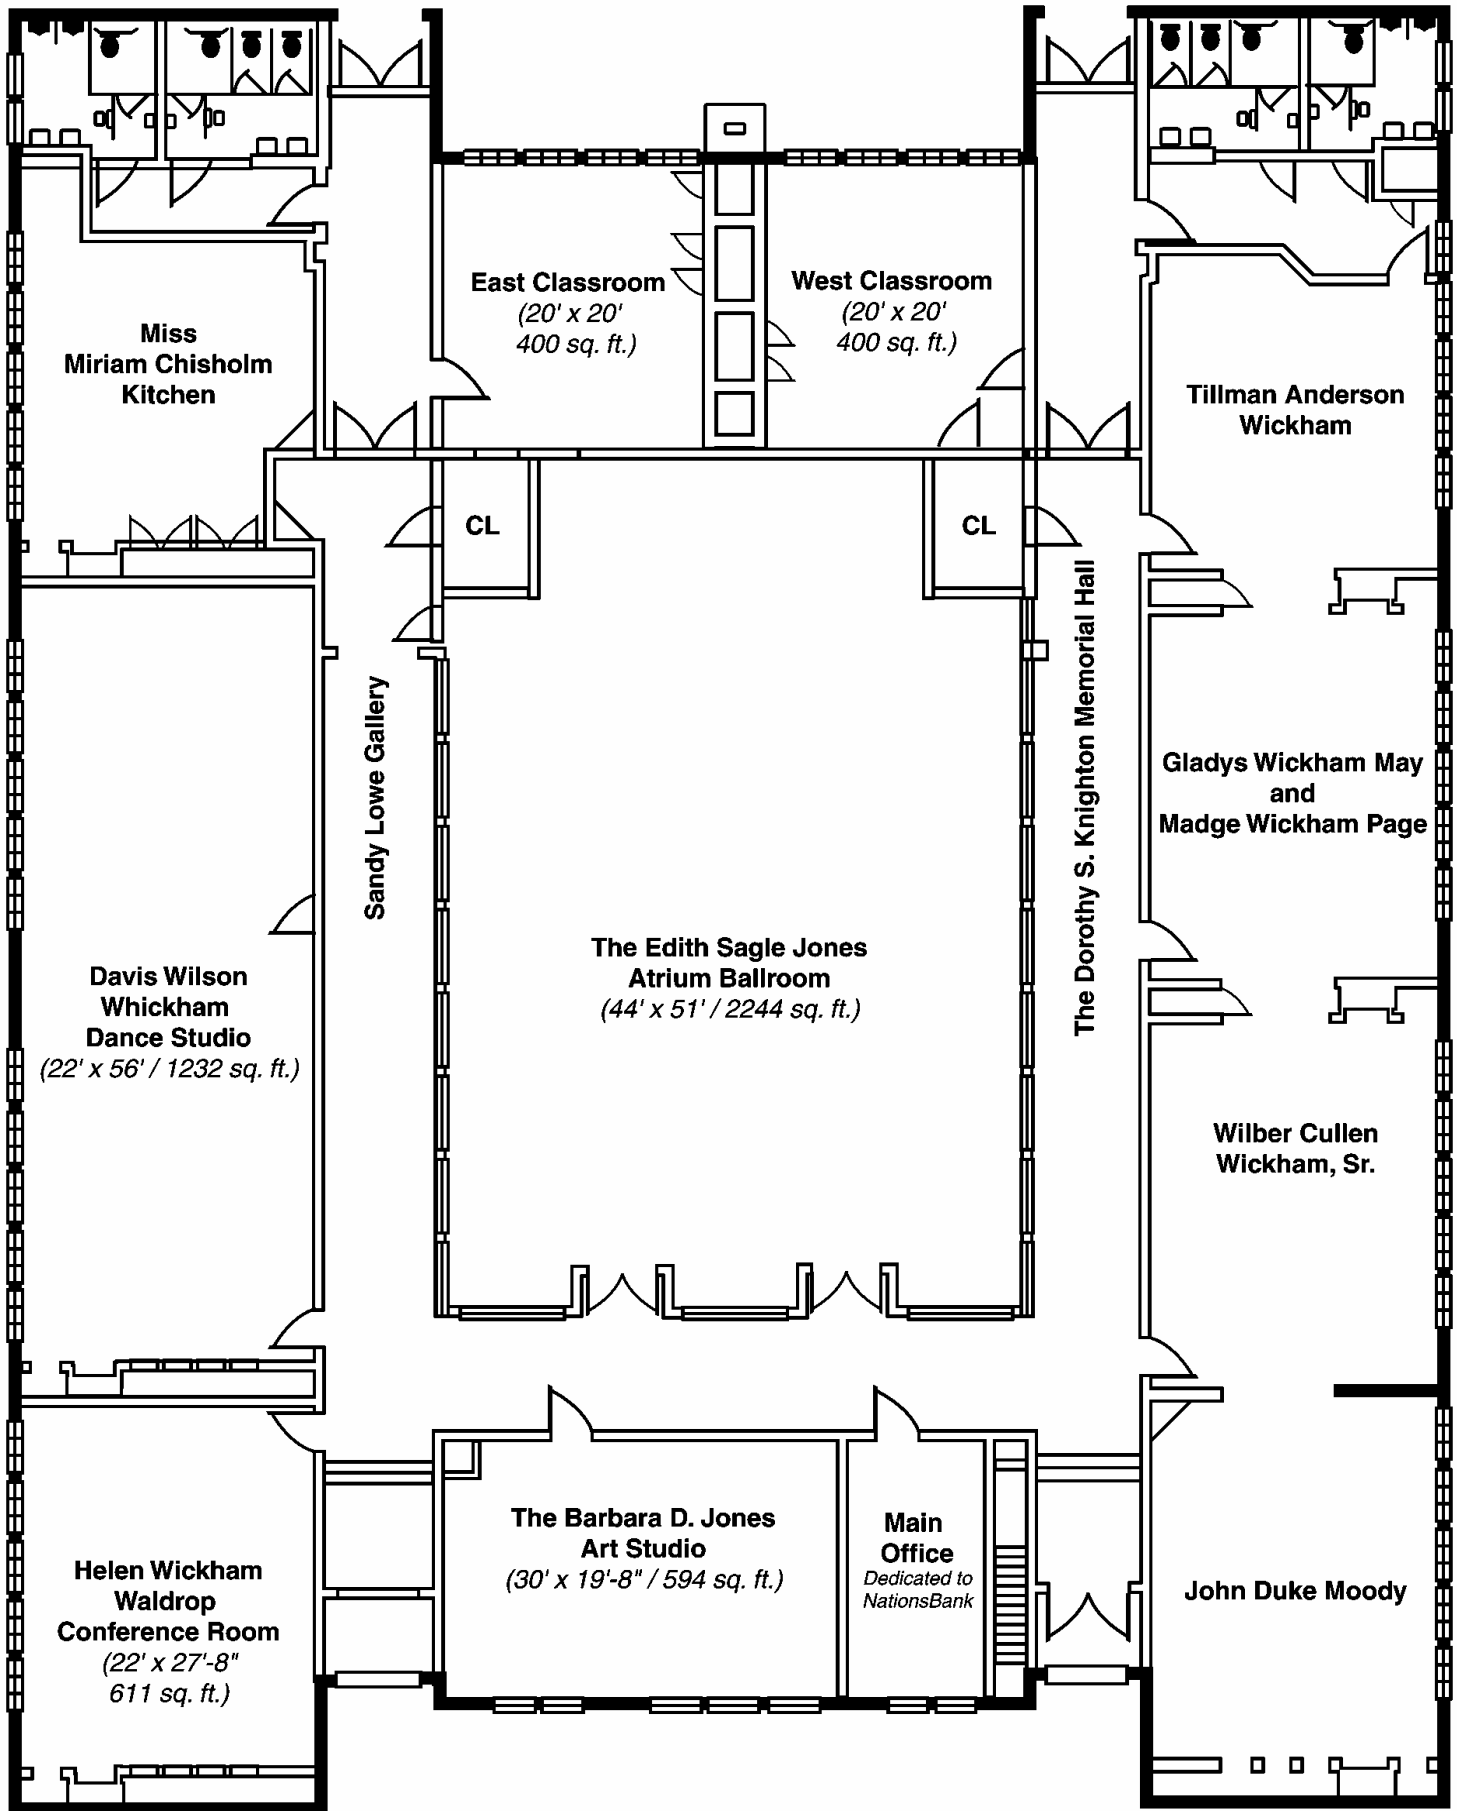 East Classroom
(20' x 20'
400 sq. ft.)
West Classroom
(20' x 20'
400 sq. ft.)
Miss
Miriam Chisholm
Kitchen
Tillman Anderson
Wickham
CL
CL
Sandy Lowe Gallery
The Dorothy S. Knighton Memorial Hall
Gladys Wickham May
and
Madge Wickham Page
The Edith Sagle Jones
Atrium Ballroom
(44' x 51' / 2244 sq. ft.)
Davis Wilson
Whickham
Dance Studio
(22' x 56' / 1232 sq. ft.)
Wilber Cullen
Wickham, Sr.
The Barbara D. Jones
Art Studio
(30' x 19'-8" / 594 sq. ft.)
Main
Office
Dedicated to
NationsBank
Helen Wickham
Waldrop
Conference Room
(22' x 27'-8"
611 sq. ft.)
John Duke Moody